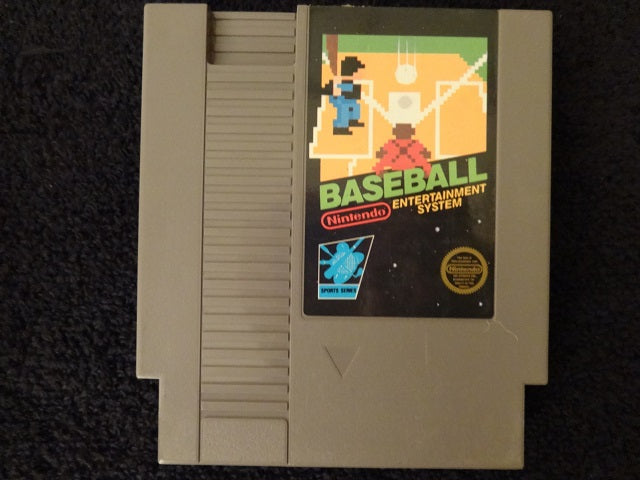 BASEBALL
Nintendo
ENTERTAINMENT
SYSTEM
SPORTS SERIES
Nintendo